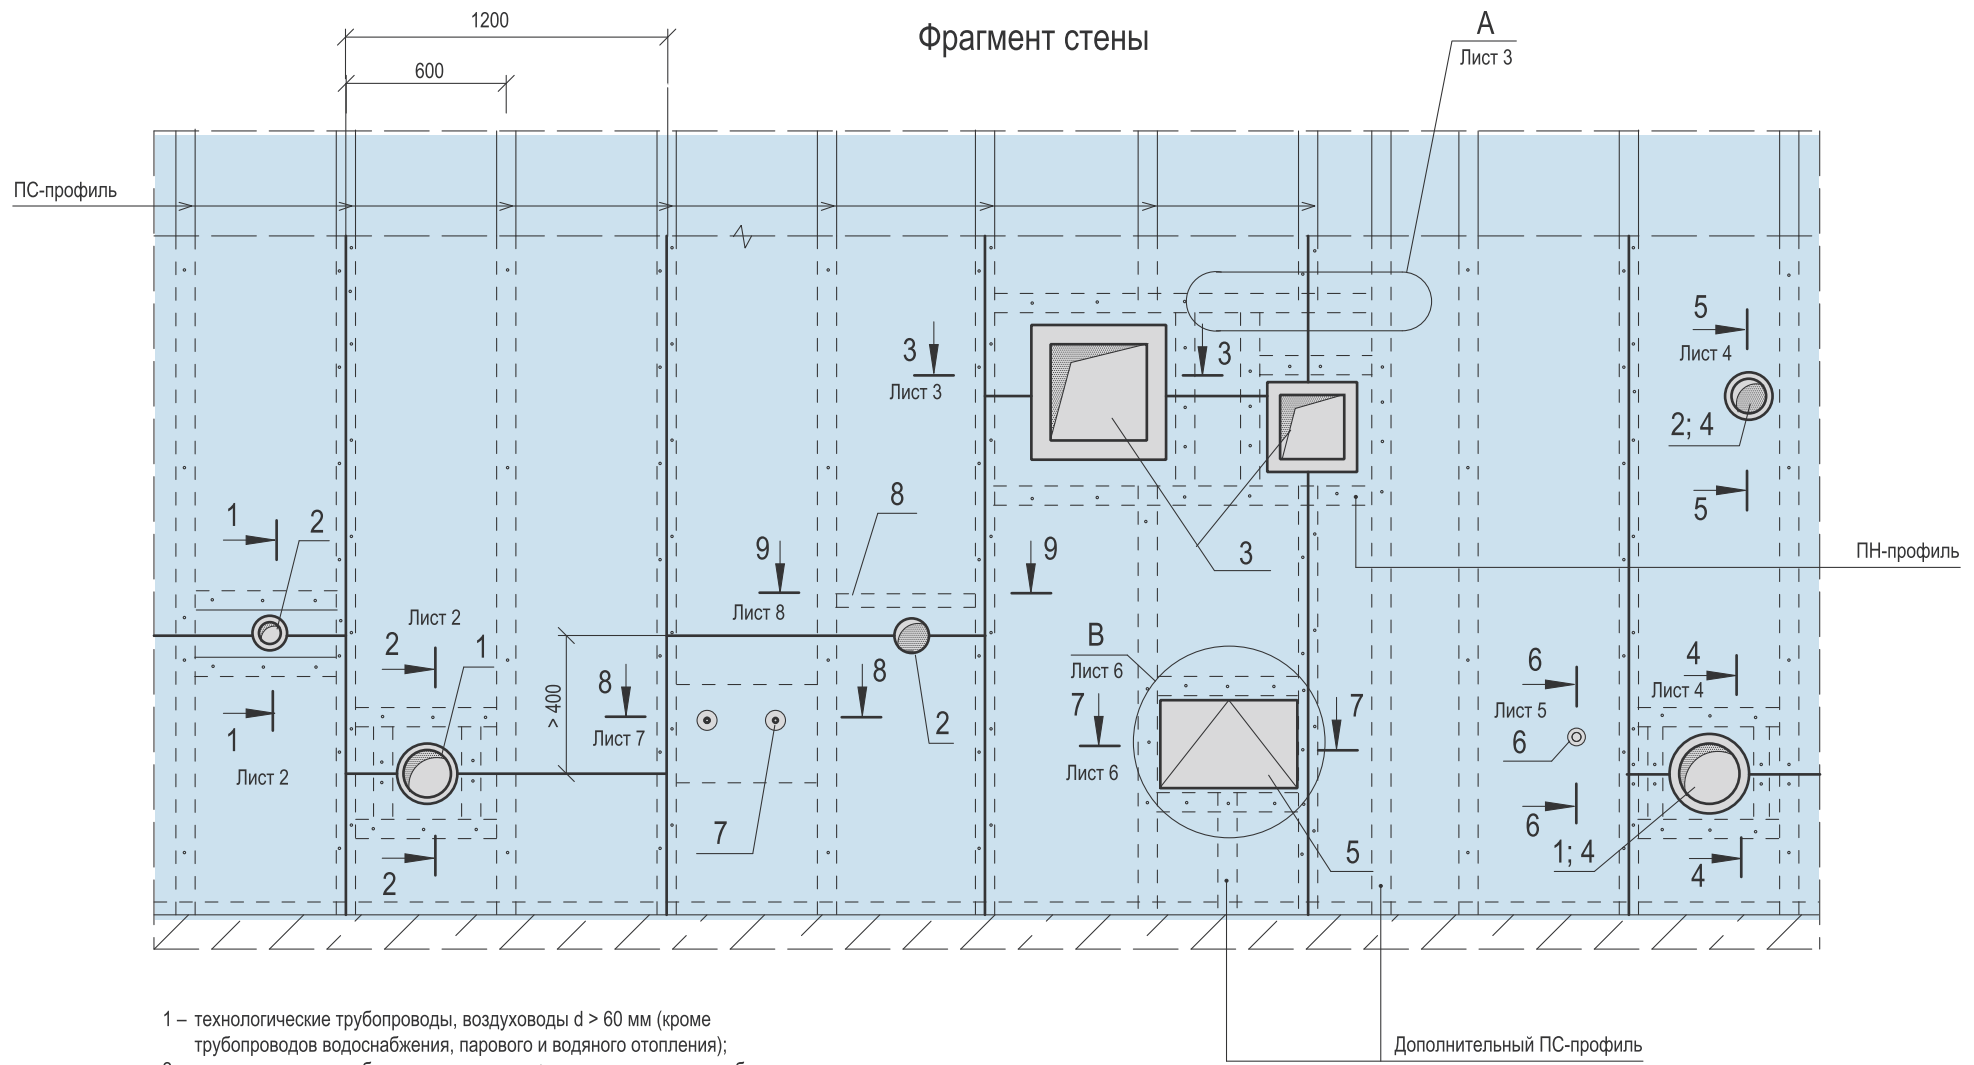 1200
Фрагмент стены
А
Лист 3
600
ПС-профиль
5
3
3
Лист 4
Лист 3
2; 4
8
1
2
5
9
9
3
ПН-профиль
Лист 8
Лист 2
2
1
В
Лист 6
6
4
8
8
> 400
Лист 4
7
7
Лист 5
2
1
Лист 7
6
Лист 2
Лист 6
7
6
5
1; 4
2
4
1 – технологические трубопроводы, воздуховоды d > 60 мм (кроме
трубопроводов водоснабжения, парового и водяного отопления);
Дополнительный ПС-профиль